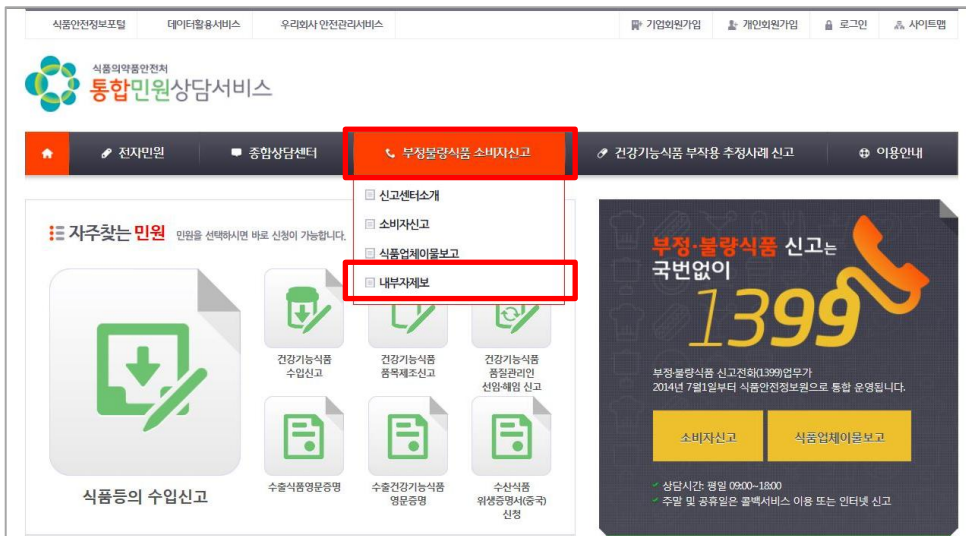 식품안전정보포털 데이터활용서비스 우리회사 안전관리서비스 기업회원가입 개인회원가입 로그인 사이트맵
식품의약품안전처
통합민원상담서비스
전자민원 종합상담센터 부정불량식품 소비자신고 건강기능식품 부작용 추정사례 신고 이용안내
신고센터소개
소비자신고
식품업체이물보고
내부자제보
자주찾는 민원 민원을 선택하시면 바로 신청이 가능합니다.
식품등의 수입신고
건강기능식품
수입신고
건강기능식품
품목제조신고
건강기능식품
품질관리인
선임·해임 신고
수출식품영문증명
수출건강기능식품
영문증명
수산식품
위생증명서(중국)
신청
부정·불량식품 신고는
국번없이
1399
부정·불량식품 신고전화(1399)업무가
2014년 7월1일부터 식품안전정보원으로 통합 운영됩니다.
소비자신고 식품업체이물보고
상담시간: 평일 09:00~18:00
주말 및 공휴일은 콜백서비스 이용 또는 인터넷 신고